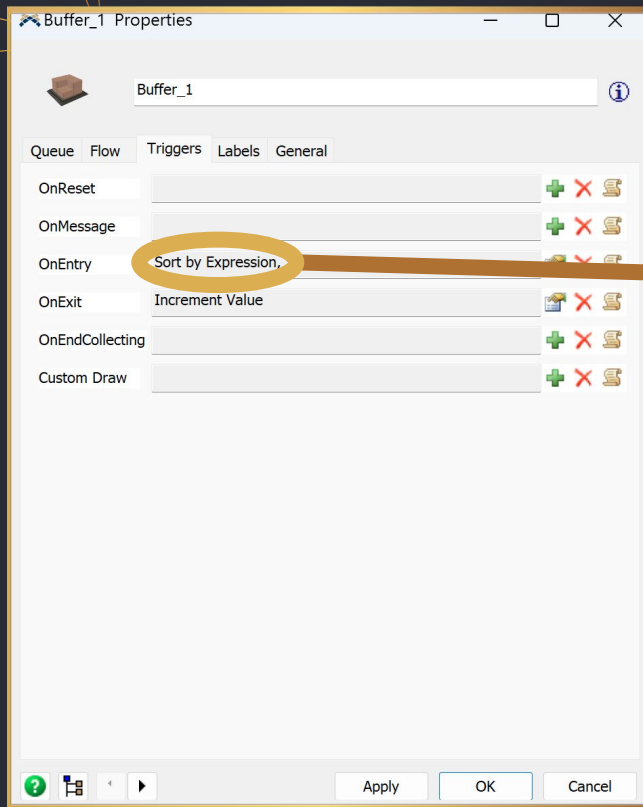 Buffer_1 Properties
Buffer_1
Queue Flow Triggers Labels General
OnReset
OnMessage
OnEntry Sort by Expression,
OnExit Increment Value
OnEndCollecting
Custom Draw
Apply OK Cancel